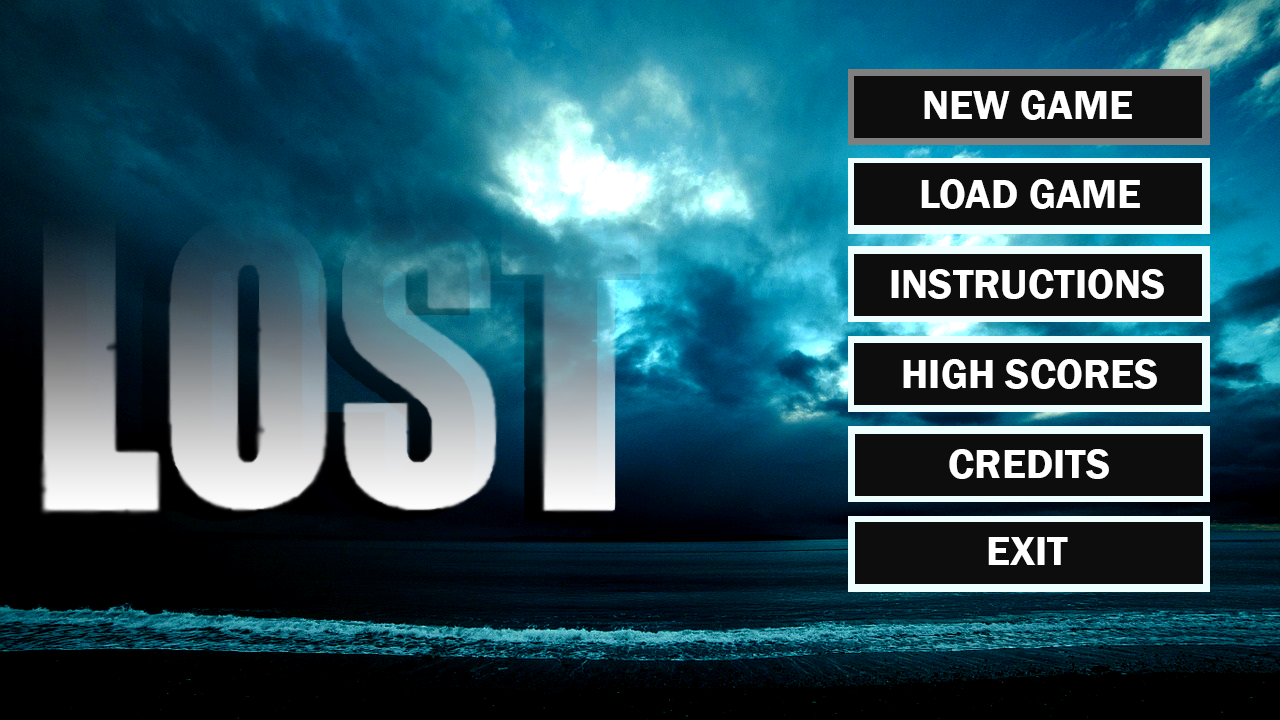 LOST
NEW GAME
LOAD GAME
INSTRUCTIONS
HIGH SCORES
CREDITS
EXIT